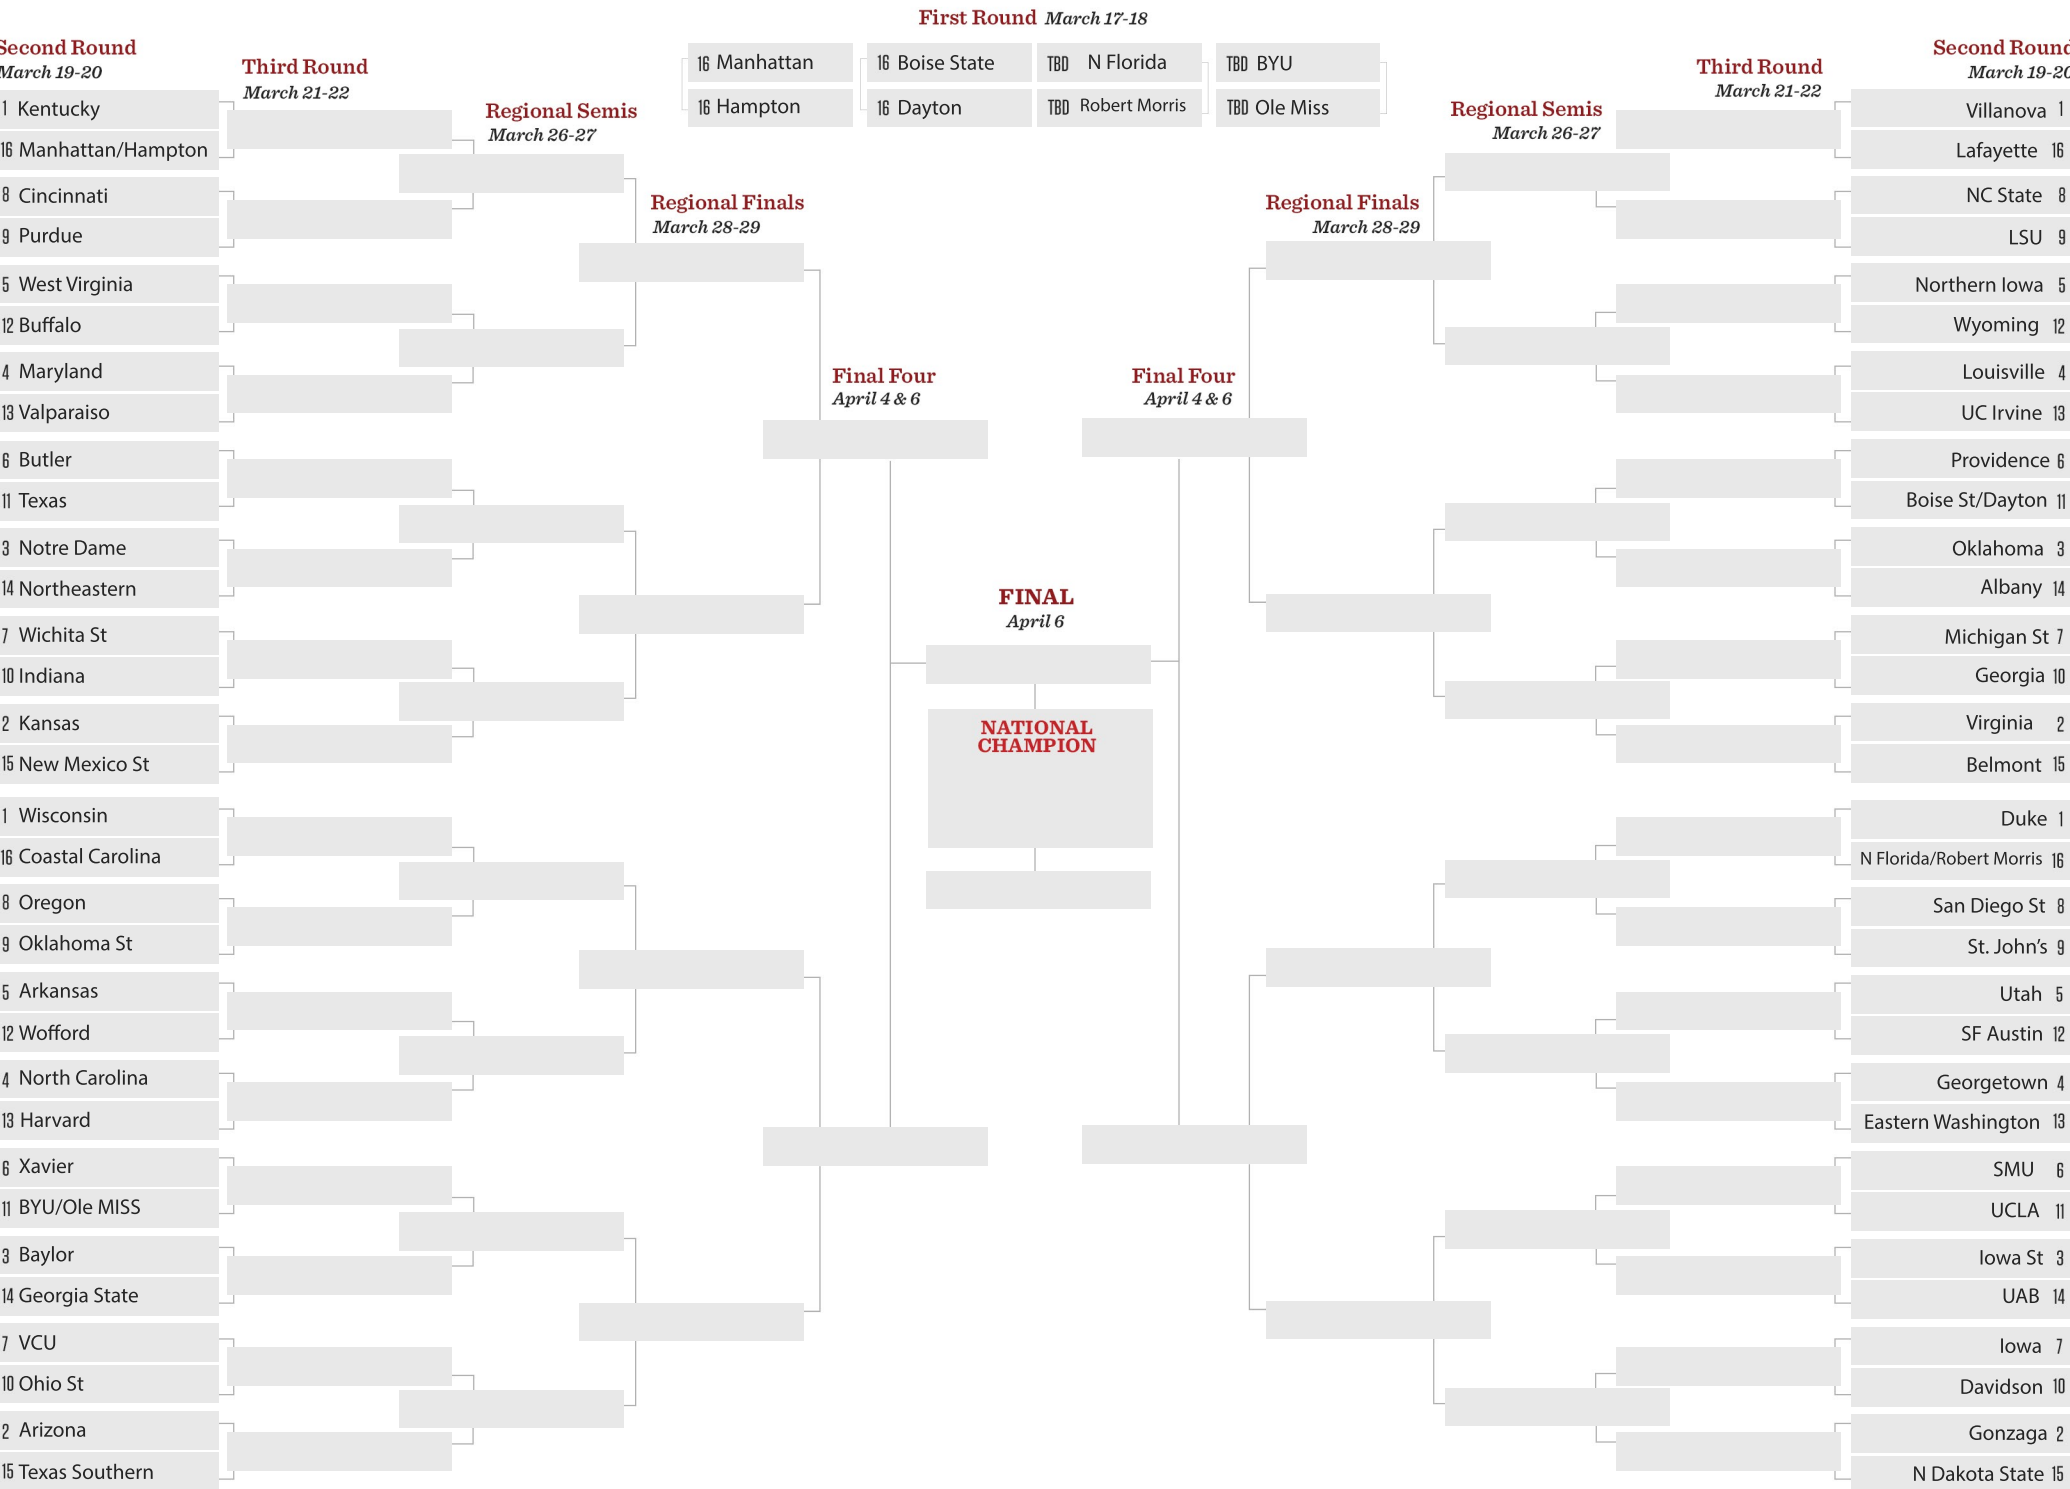 First Round March 17-18
16 Manhattan
16 Hampton
16 Boise State
16 Dayton
TBD N Florida
TBD Robert Morris
TBD BYU
TBD Ole Miss
Second Round
March 19-20
Third Round
March 21-22
Regional Semis
March 26-27
Regional Finals
March 28-29
Final Four
April 4 & 6
1 Kentucky
16 Manhattan/Hampton
8 Cincinnati
9 Purdue
5 West Virginia
12 Buffalo
4 Maryland
13 Valparaiso
6 Butler
11 Texas
3 Notre Dame
14 Northeastern
7 Wichita St
10 Indiana
2 Kansas
15 New Mexico St
1 Wisconsin
16 Coastal Carolina
8 Oregon
9 Oklahoma St
5 Arkansas
12 Wofford
4 North Carolina
13 Harvard
6 Xavier
11 BYU/Ole MISS
3 Baylor
14 Georgia State
7 VCU
10 Ohio St
2 Arizona
15 Texas Southern
FINAL
April 6
NATIONAL
CHAMPION
Final Four
April 4 & 6
Regional Finals
March 28-29
Regional Semis
March 26-27
Third Round
March 21-22
Second Round
March 19-20
Villanova 1
Lafayette 16
NC State 8
LSU 9
Northern Iowa 5
Wyoming 12
Louisville 4
UC Irvine 13
Providence 6
Boise St/Dayton 11
Oklahoma 3
Albany 14
Michigan St 7
Georgia 10
Virginia 2
Belmont 15
Duke 1
N Florida/Robert Morris 16
San Diego St 8
St. John’s 9
Utah 5
SF Austin 12
Georgetown 4
Eastern Washington 13
SMU 6
UCLA 11
Iowa St 3
UAB 14
Iowa 7
Davidson 10
Gonzaga 2
N Dakota State 15